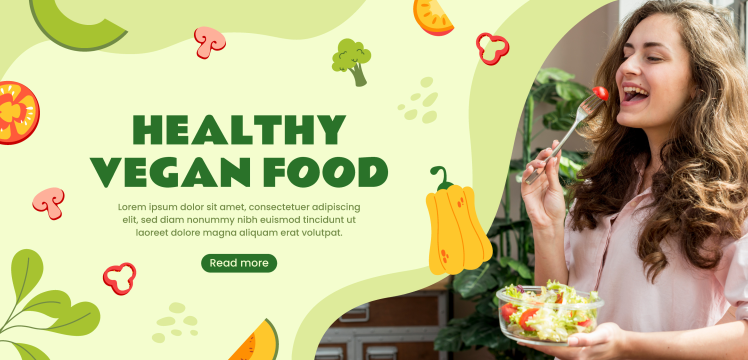 HEALTHY
VEGAN FOOD
Lorem ipsum dolor sit amet, consectetuer adipiscing
elit, sed diam nonummy nibh euismod tincidunt ut
laoreet dolore magna aliquam erat volutpat.
Read more